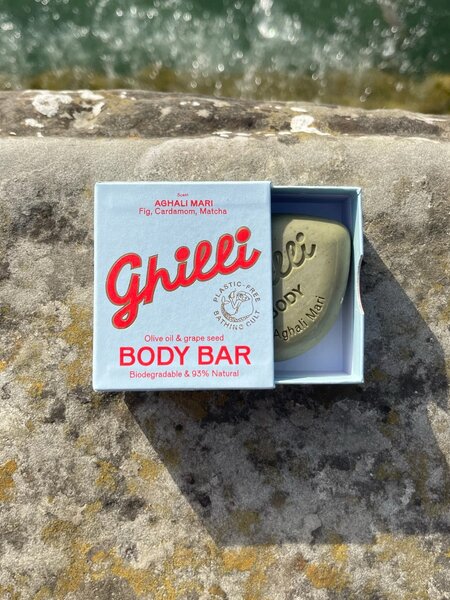 Scent
AGHALI MARI
Fig, Cardamom, Matcha
Ghilli
PLASTIC-FREE
BATHING CULT
Olive oil & grape seed
BODY BAR
Biodegradable & 93% Natural
illi
BODY
Aghali Mari